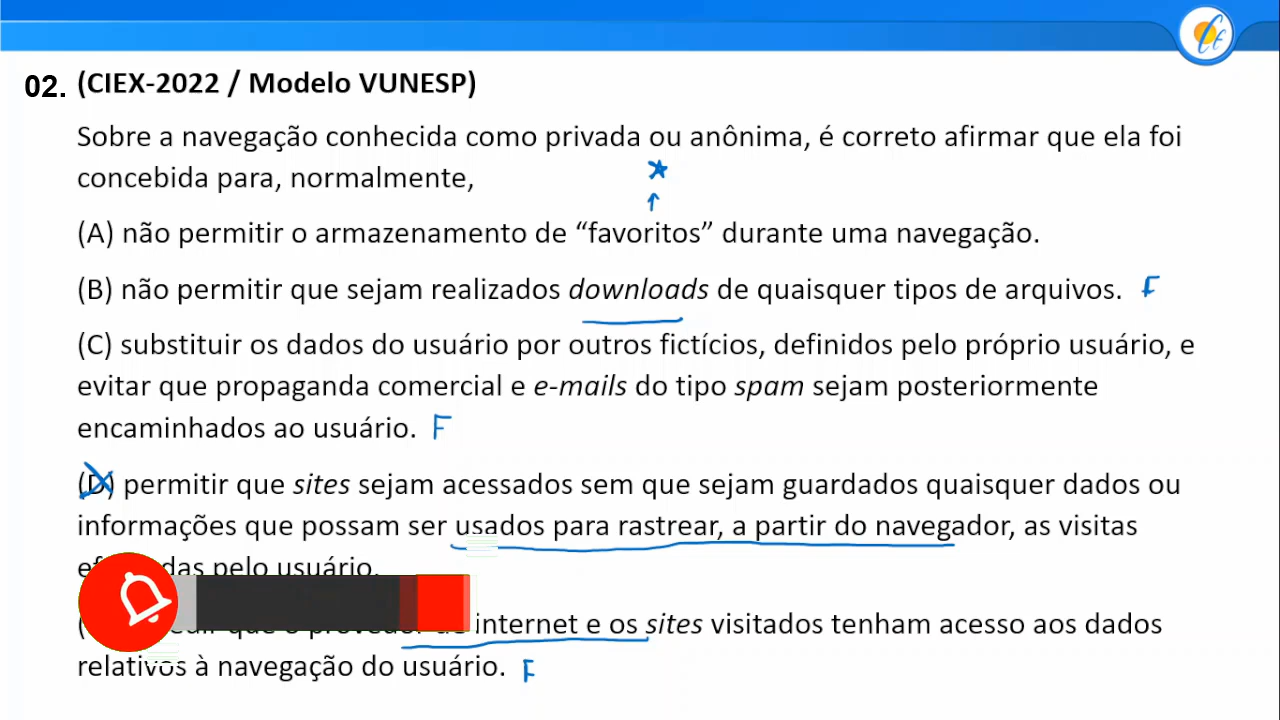 02. (CIEX-2022 / Modelo VUNESP)
Sobre a navegação conhecida como privada ou anônima, é correto afirmar que ela foi
concebida para, normalmente,
(A) não permitir o armazenamento de “favoritos” durante uma navegação.
(B) não permitir que sejam realizados downloads de quaisquer tipos de arquivos. F
(C) substituir os dados do usuário por outros fictícios, definidos pelo próprio usuário, e
evitar que propaganda comercial e e-mails do tipo spam sejam posteriormente
encaminhados ao usuário. F
(D) permitir que sites sejam acessados sem que sejam guardados quaisquer dados ou
informações que possam ser usados para rastrear, a partir do navegador, as visitas
pelo usuário.
internet e os sites visitados tenham acesso aos dados
relativos à navegação do usuário. F